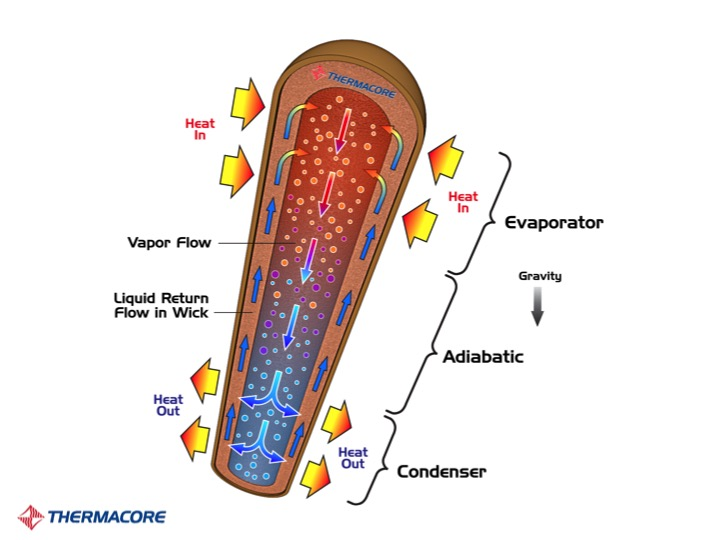 THERMACORE
Heat
In
Heat
In
Evaporator
Vapor Flow
Gravity
Liquid Return
Flow in Wick
Adiabatic
Heat
Out
Heat
Out
Condenser
THERMACORE